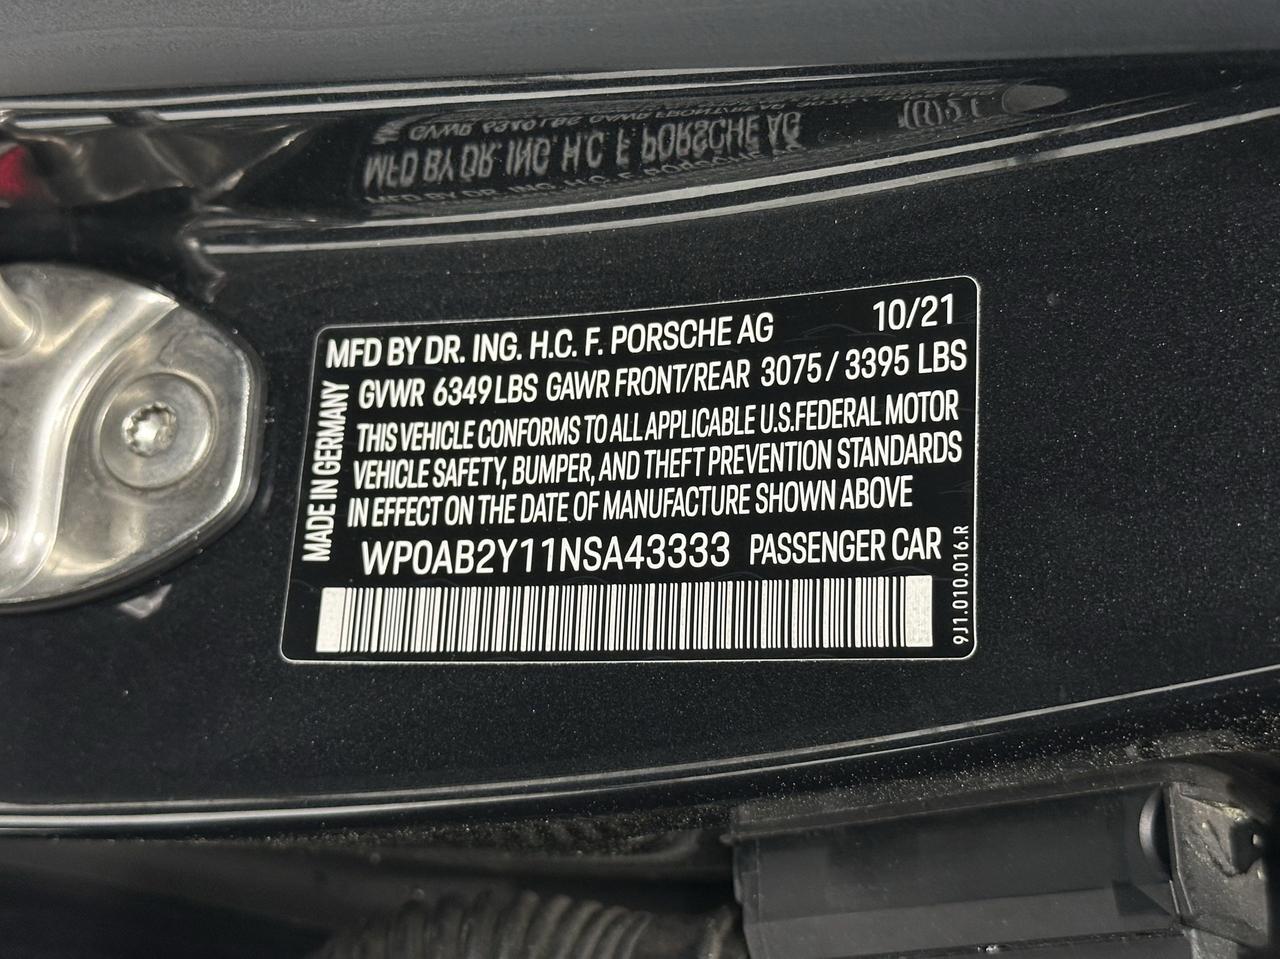 MFD BY DR. ING. H.C. F. PORSCHE AG 10/21
GVWR 6349 LBS GAWR FRONT/REAR 3075 / 3395 LBS
THIS VEHICLE CONFORMS TO ALL APPLICABLE U.S. FEDERAL MOTOR
VEHICLE SAFETY, BUMPER, AND THEFT PREVENTION STANDARDS
IN EFFECT ON THE DATE OF MANUFACTURE SHOWN ABOVE
WP0AB2Y11NSA43333 PASSENGER CAR
MADE IN GERMANY
9J1.010.016.R